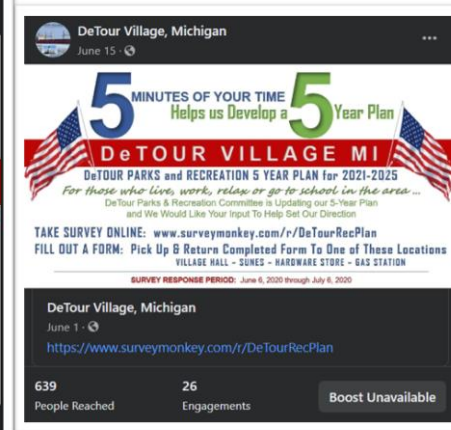 DeTour Village, Michigan
June 15 ·
5 MINUTES OF YOUR TIME
Helps us Develop a 5 Year Plan
DeTOUR VILLAGE MI
DeTOUR PARKS and RECREATION 5 YEAR PLAN for 2021-2025
For those who live, work, relax or go to school in the area ...
DeTour Parks & Recreation Committee is Updating our 5-Year Plan
and We Would Like Your Input To Help Set Our Direction
TAKE SURVEY ONLINE: www.surveymonkey.com/r/DeTourRecPlan
FILL OUT A FORM: Pick Up & Return Completed Form To One of These Locations
VILLAGE HALL - SUNES - HARDWARE STORE - GAS STATION
SURVEY RESPONSE PERIOD: June 6, 2020 through July 6, 2020
DeTour Village, Michigan
June 1 ·
https://www.surveymonkey.com/r/DeTourRecPlan
639
People Reached
26
Engagements
Boost Unavailable